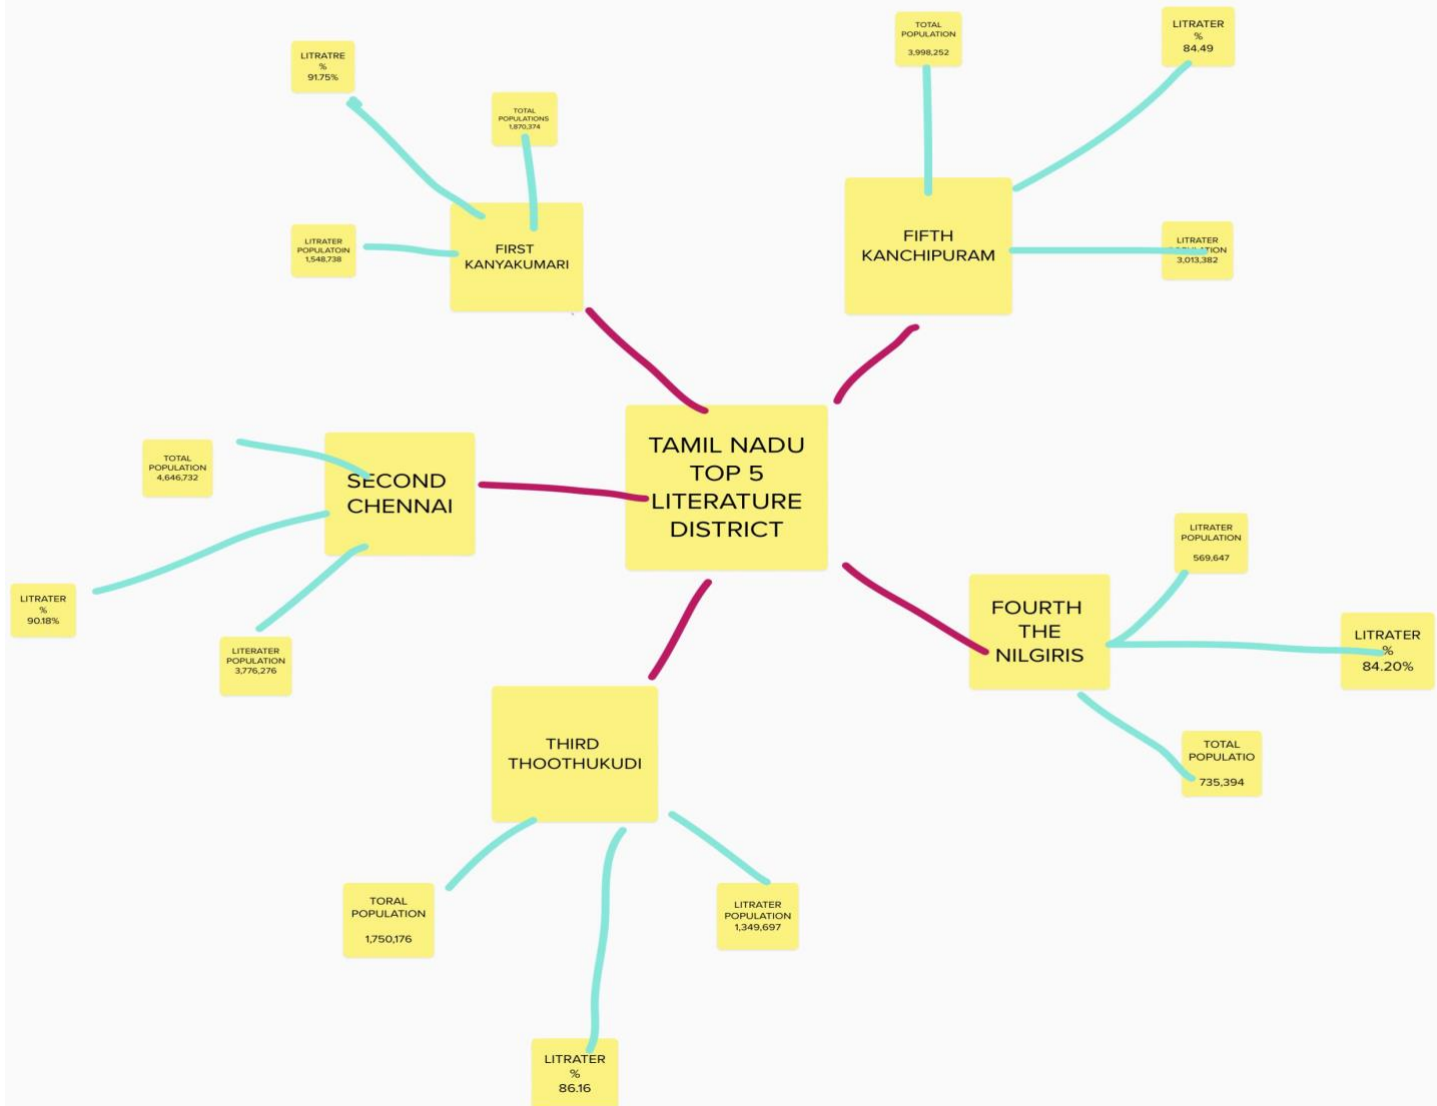 TAMIL NADU
TOP 5
LITERATURE
DISTRICT
FIRST
KANYAKUMARI
LITRATRE
%
91.75%
TOTAL
POPULATIONS
1,870,374
LITRATER
POPULATOIN
1,548,738
SECOND
CHENNAI
TOTAL
POPULATION
4,646,732
LITRATER
%
90.18%
LITERATER
POPULATION
3,776,276
THIRD
THOOTHUKUDI
TORAL
POPULATION
1,750,176
LITRATER
%
86.16
LITRATER
POPULATION
1,349,697
FOURTH
THE
NILGIRIS
LITRATER
POPULATION
569,647
LITRATER
%
84.20%
TOTAL
POPULATIO
735,394
FIFTH
KANCHIPURAM
TOTAL
POPULATION
3,998,252
LITRATER
%
84.49
LITRATER
POPULATION
3,013,382